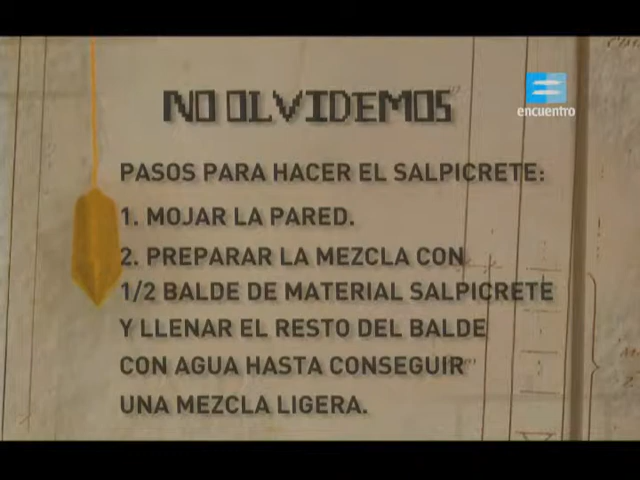 NO OLVIDEMOS
encuentro
PASOS PARA HACER EL SALPICRETE:
1. MOJAR LA PARED.
2. PREPARAR LA MEZCLA CON
1/2 BALDE DE MATERIAL SALPICRETE
Y LLENAR EL RESTO DEL BALDE
CON AGUA HASTA CONSEGUIR
UNA MEZCLA LIGERA.